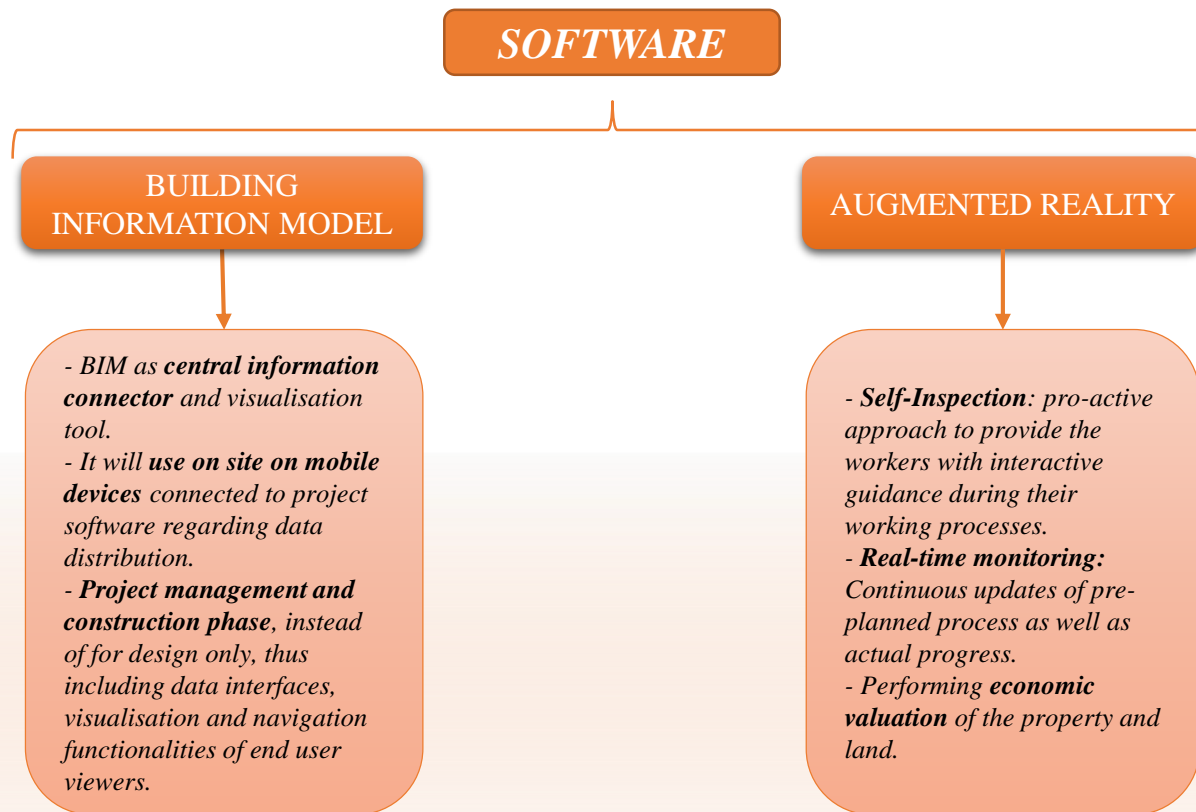 SOFTWARE
BUILDING
INFORMATION MODEL
- BIM as central information
connector and visualisation
tool.
- It will use on site on mobile
devices connected to project
software regarding data
distribution.
- Project management and
construction phase, instead
of for design only, thus
including data interfaces,
visualisation and navigation
functionalities of end user
viewers.
AUGMENTED REALITY
- Self-Inspection: pro-active
approach to provide the
workers with interactive
guidance during their
working processes.
- Real-time monitoring:
Continuous updates of pre-
planned process as well as
actual progress.
- Performing economic
valuation of the property and
land.